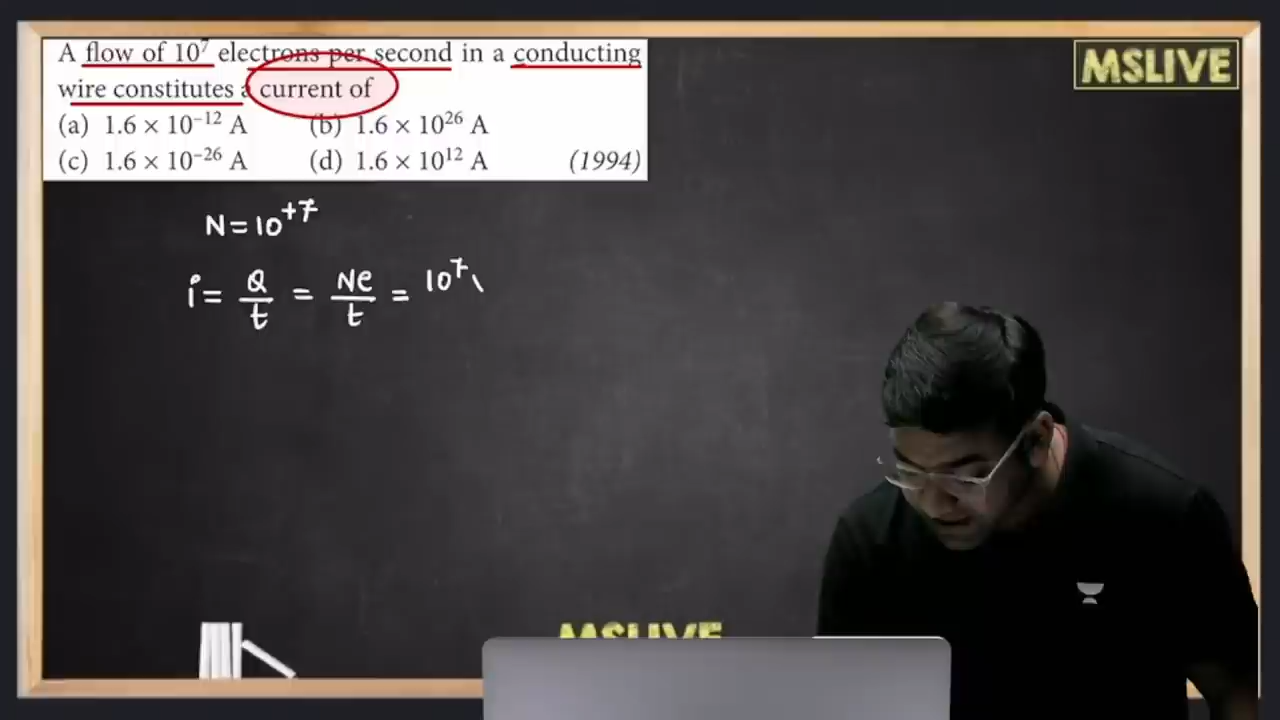 A flow of 10⁷ electrons per second in a conducting
wire constitutes a current of
(a) 1.6 × 10⁻¹² A (b) 1.6 × 10²⁶ A
(c) 1.6 × 10⁻²⁶ A (d) 1.6 × 10¹² A (1994)
MSLIVE
N=10⁺⁷
i = Q/t = Ne/t = 10⁷
MSLIVE